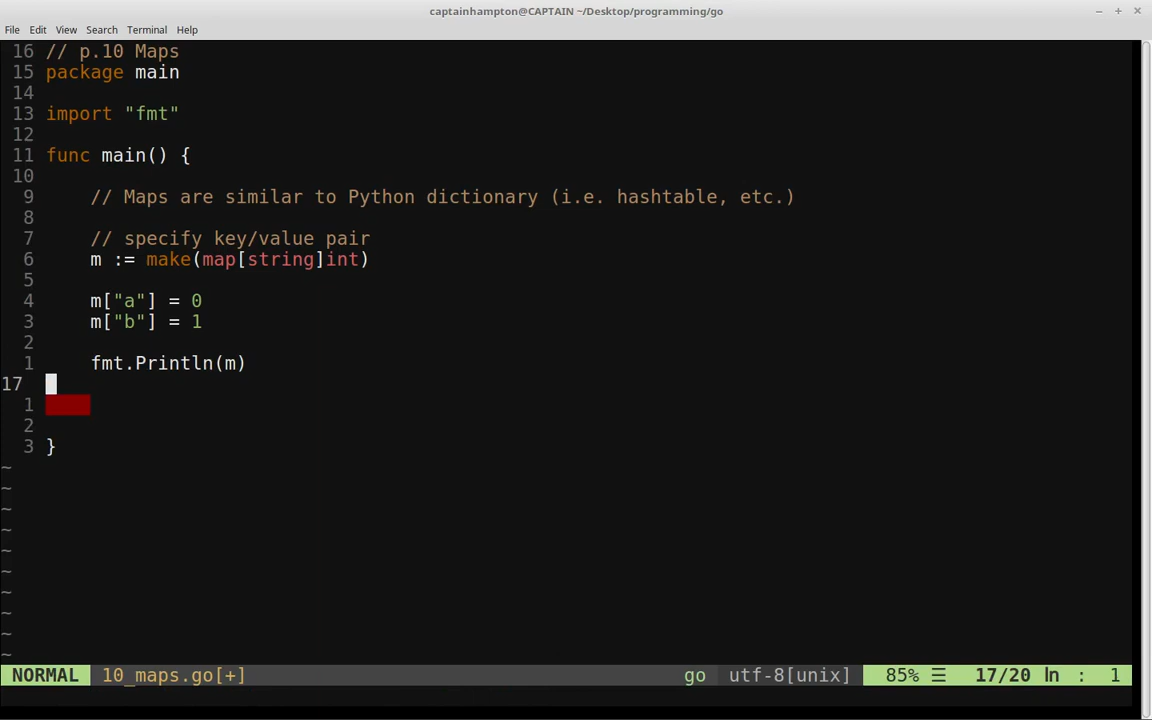 captainhampton@CAPTAIN ~/Desktop/programming/go
File Edit View Search Terminal Help
16 // p.10 Maps
15 package main
14
13 import "fmt"
12
11 func main() {
10
9 // Maps are similar to Python dictionary (i.e. hashtable, etc.)
8
7 // specify key/value pair
6 m := make(map[string]int)
5
4 m["a"] = 0
3 m["b"] = 1
2
1 fmt.Println(m)
17
1
2
3 }
~
~
~
~
~
~
~
~
~
~
NORMAL 10_maps.go[+] go utf-8[unix] 85% ☰ 17/20 ln : 1